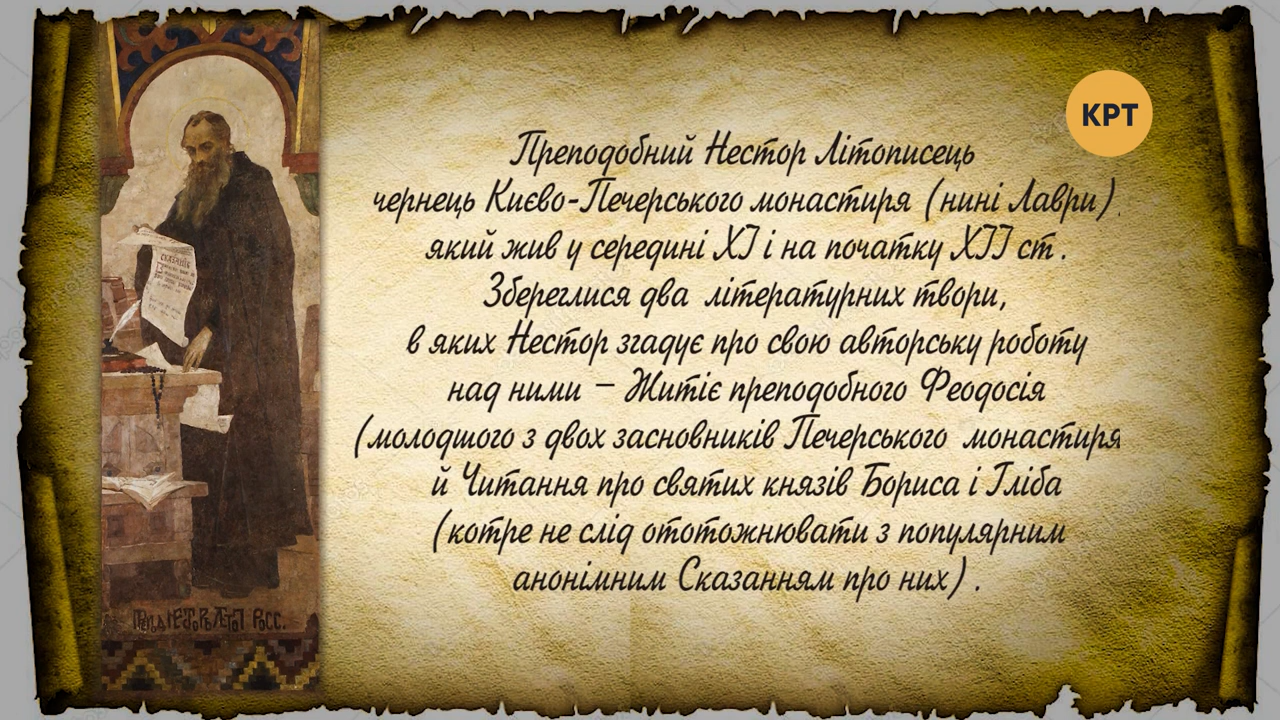 КРТ
Преподобний Нестор Літописець
чернець Києво-Печерського монастиря (нині Лаври)
який жив у середині XI і на початку XII ст .
Збереглися два літературних твори,
в яких Нестор згадує про свою авторську роботу
над ними – Житіє преподобного Феодосія
(молодшого з двох засновників Печерського монастиря
й Читання про святих князів Бориса і Гліба
(котре не слід ототожнювати з популярним
анонімним Сказанням про них) .